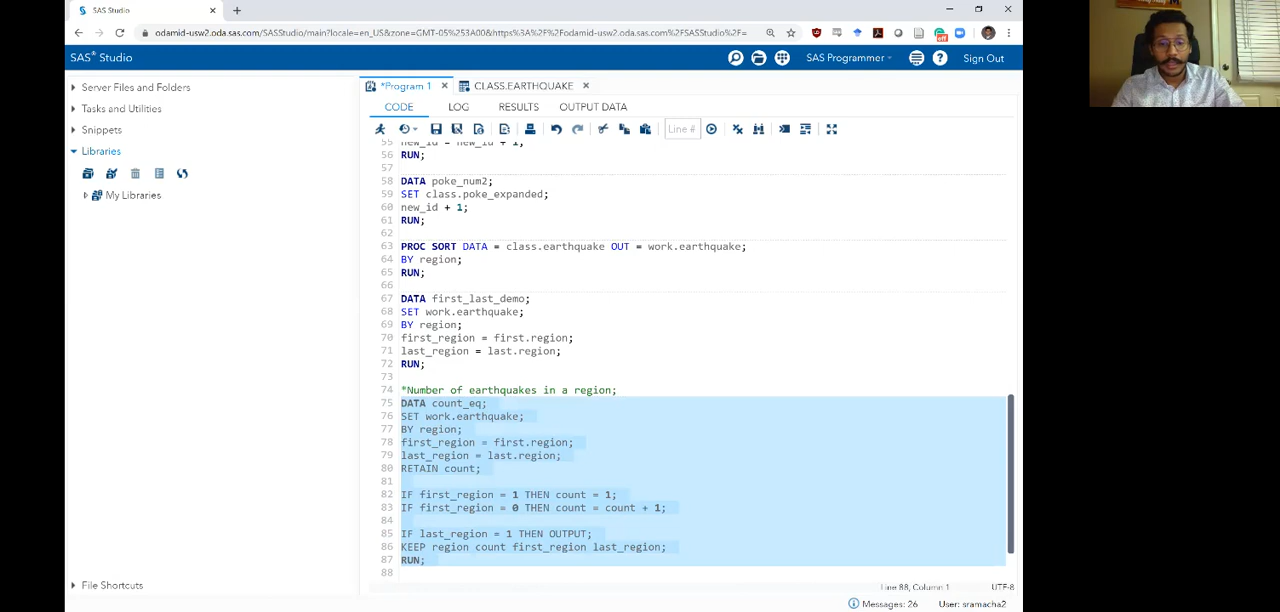 SAS Studio
odamid-usw2.oda.sas.com/SASStudio/main?locale=en_US&zone=GMT-05%253A00&https%3A%2F%2Fodamid-usw2.oda.sas.com%2FSASStudio%2F=
SAS® Studio
SAS Programmer
Sign Out
Server Files and Folders
Tasks and Utilities
Snippets
Libraries
My Libraries
File Shortcuts
*Program 1
CLASS.EARTHQUAKE
CODE
LOG
RESULTS
OUTPUT DATA
Line #
55 new_id = new_id + 1;
56 RUN;
57
58 DATA poke_num2;
59 SET class.poke_expanded;
60 new_id + 1;
61 RUN;
62
63 PROC SORT DATA = class.earthquake OUT = work.earthquake;
64 BY region;
65 RUN;
66
67 DATA first_last_demo;
68 SET work.earthquake;
69 BY region;
70 first_region = first.region;
71 last_region = last.region;
72 RUN;
73
74 *Number of earthquakes in a region;
75 DATA count_eq;
76 SET work.earthquake;
77 BY region;
78 first_region = first.region;
79 last_region = last.region;
80 RETAIN count;
81
82 IF first_region = 1 THEN count = 1;
83 IF first_region = 0 THEN count = count + 1;
84
85 IF last_region = 1 THEN OUTPUT;
86 KEEP region count first_region last_region;
87 RUN;
88
Line 88, Column 1
UTF-8
Messages: 26
User: sramacha2